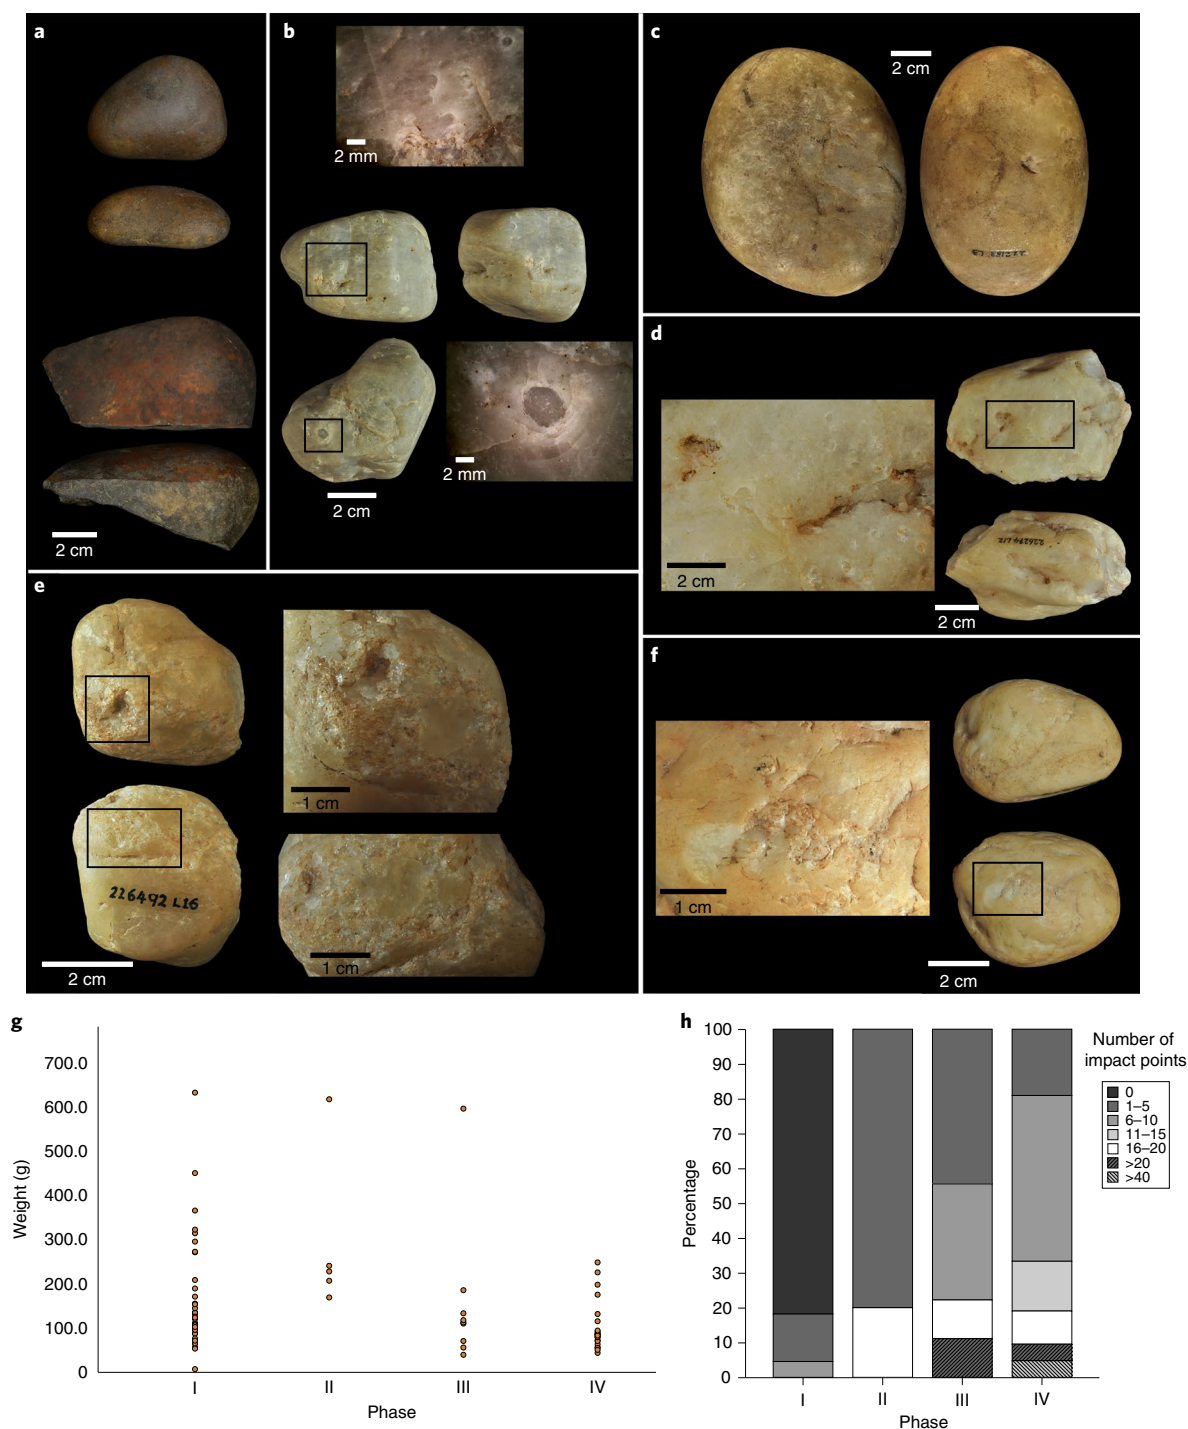 a
2 cm
b
2 mm
2 mm
2 cm
c
2 cm
d
2 cm
226274 L12
2 cm
e
226492 L16
2 cm
1 cm
1 cm
f
1 cm
2 cm
g
700.0
600.0
500.0
400.0
300.0
200.0
100.0
0
Weight (g)
I II III IV
Phase
h
100
90
80
70
60
50
40
30
20
10
0
Percentage
I II III IV
Phase
Number of
impact points
0
1–5
6–10
11–15
16–20
>20
>40